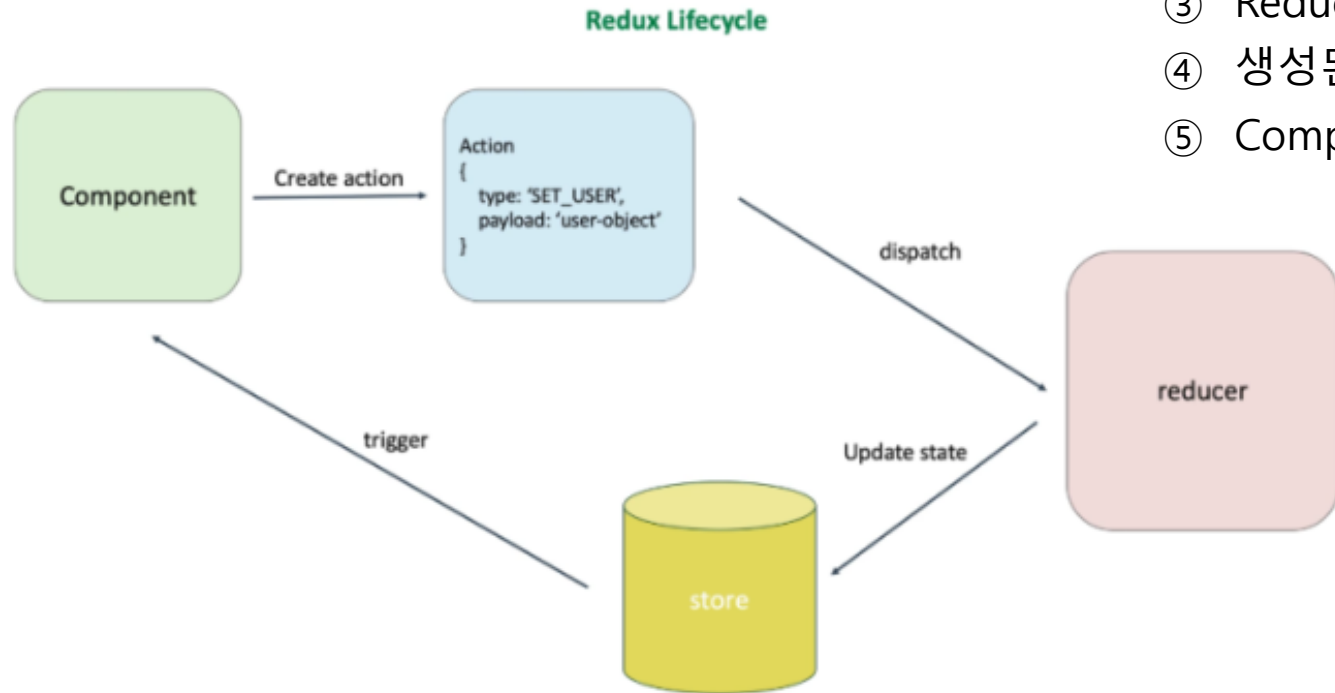 Redux Lifecycle
③ Reduc
④ 생성된
⑤ Comp
Component
Create action
Action
{
type: ‘SET_USER’,
payload: ‘user-object’
}
dispatch
reducer
Update state
trigger
store